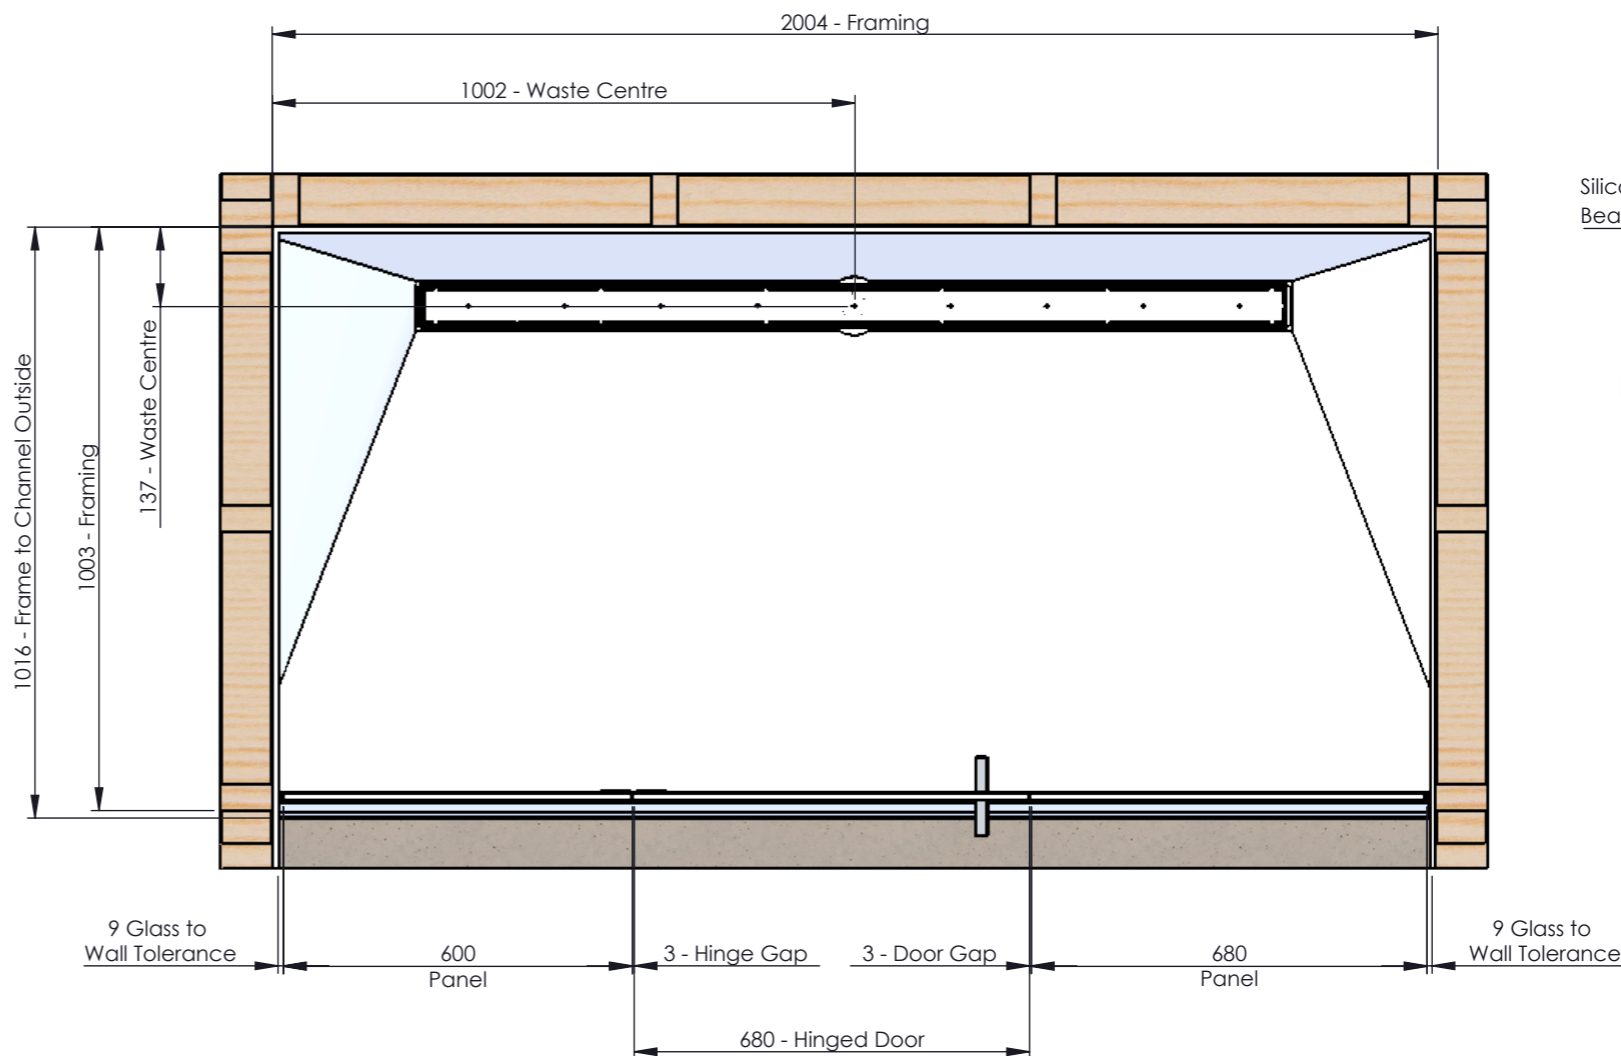 2004 - Framing
1002 - Waste Centre
1016 - Frame to Channel Outside
1003 - Framing
137 - Waste Centre
9 Glass to
Wall Tolerance
600
Panel
3 - Hinge Gap
3 - Door Gap
680
Panel
9 Glass to
Wall Tolerance
680 - Hinged Door